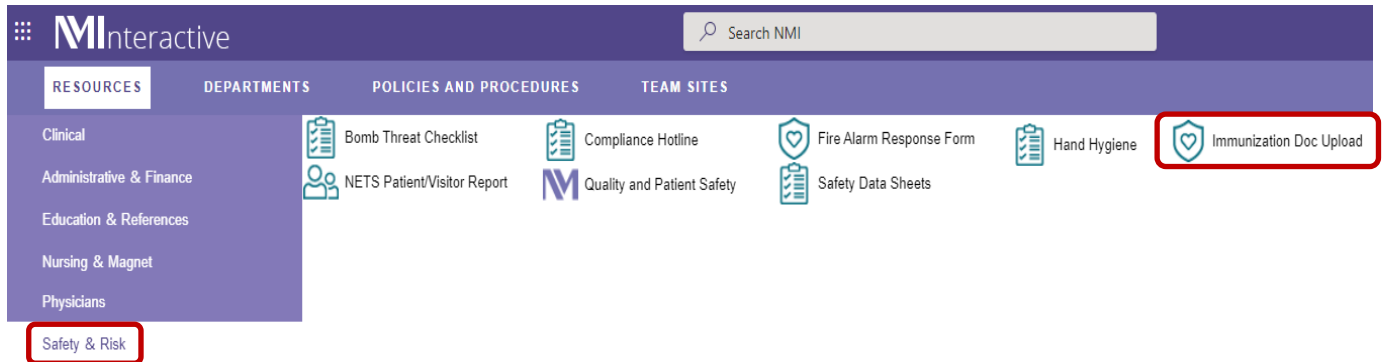 NMInteractive
Search NMI
RESOURCES DEPARTMENTS POLICIES AND PROCEDURES TEAM SITES
Clinical
Administrative & Finance
Education & References
Nursing & Magnet
Physicians
Safety & Risk
Bomb Threat Checklist Compliance Hotline Fire Alarm Response Form Hand Hygiene Immunization Doc Upload
NETS Patient/Visitor Report NM Quality and Patient Safety Safety Data Sheets